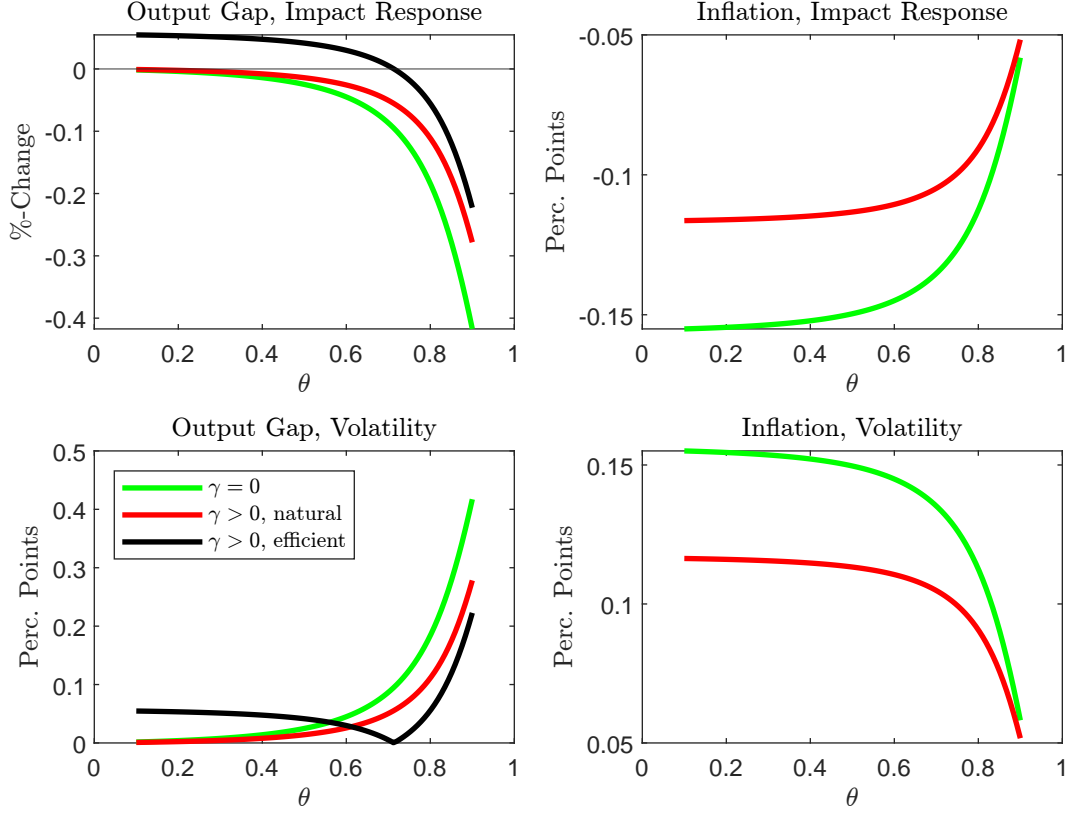 Output Gap, Impact Response
0
-0.1
-0.2
-0.3
-0.4
%-Change
0
0.2
0.4
0.6
0.8
1
θ
Inflation, Impact Response
-0.05
-0.1
-0.15
Perc. Points
0
0.2
0.4
0.6
0.8
1
θ
Output Gap, Volatility
0.5
0.4
0.3
0.2
0.1
0
Perc. Points
γ = 0
γ > 0, natural
γ > 0, efficient
0
0.2
0.4
0.6
0.8
1
θ
Inflation, Volatility
0.15
0.1
0.05
Perc. Points
0
0.2
0.4
0.6
0.8
1
θ